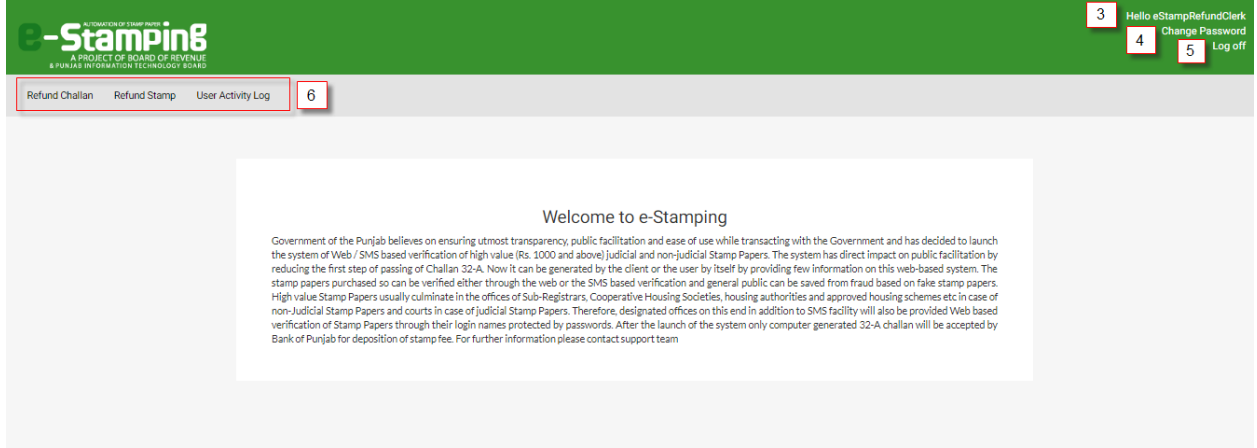 AUTOMATION OF STAMP PAPER
e-Stamping
A PROJECT OF BOARD OF REVENUE
& PUNJAB INFORMATION TECHNOLOGY BOARD
3 Hello eStampRefundClerk
4 Change Password
5 Log off
Refund Challan Refund Stamp User Activity Log 6
Welcome to e-Stamping
Government of the Punjab believes on ensuring utmost transparency, public facilitation and ease of use while transacting with the Government and has decided to launch
the system of Web / SMS based verification of high value (Rs. 1000 and above) judicial and non-judicial Stamp Papers. The system has direct impact on public facilitation by
reducing the first step of passing of Challan 32-A. Now it can be generated by the client or the user by itself by providing few information on this web-based system. The
stamp papers purchased so can be verified either through the web or the SMS based verification and general public can be saved from fraud based on fake stamp papers.
High value Stamp Papers usually culminate in the offices of Sub-Registrars, Cooperative Housing Societies, housing authorities and approved housing schemes etc in case of
non-Judicial Stamp Papers and courts in case of judicial Stamp Papers. Therefore, designated offices on this end in addition to SMS facility will also be provided Web based
verification of Stamp Papers through their login names protected by passwords. After the launch of the system only computer generated 32-A challan will be accepted by
Bank of Punjab for deposition of stamp fee. For further information please contact support team